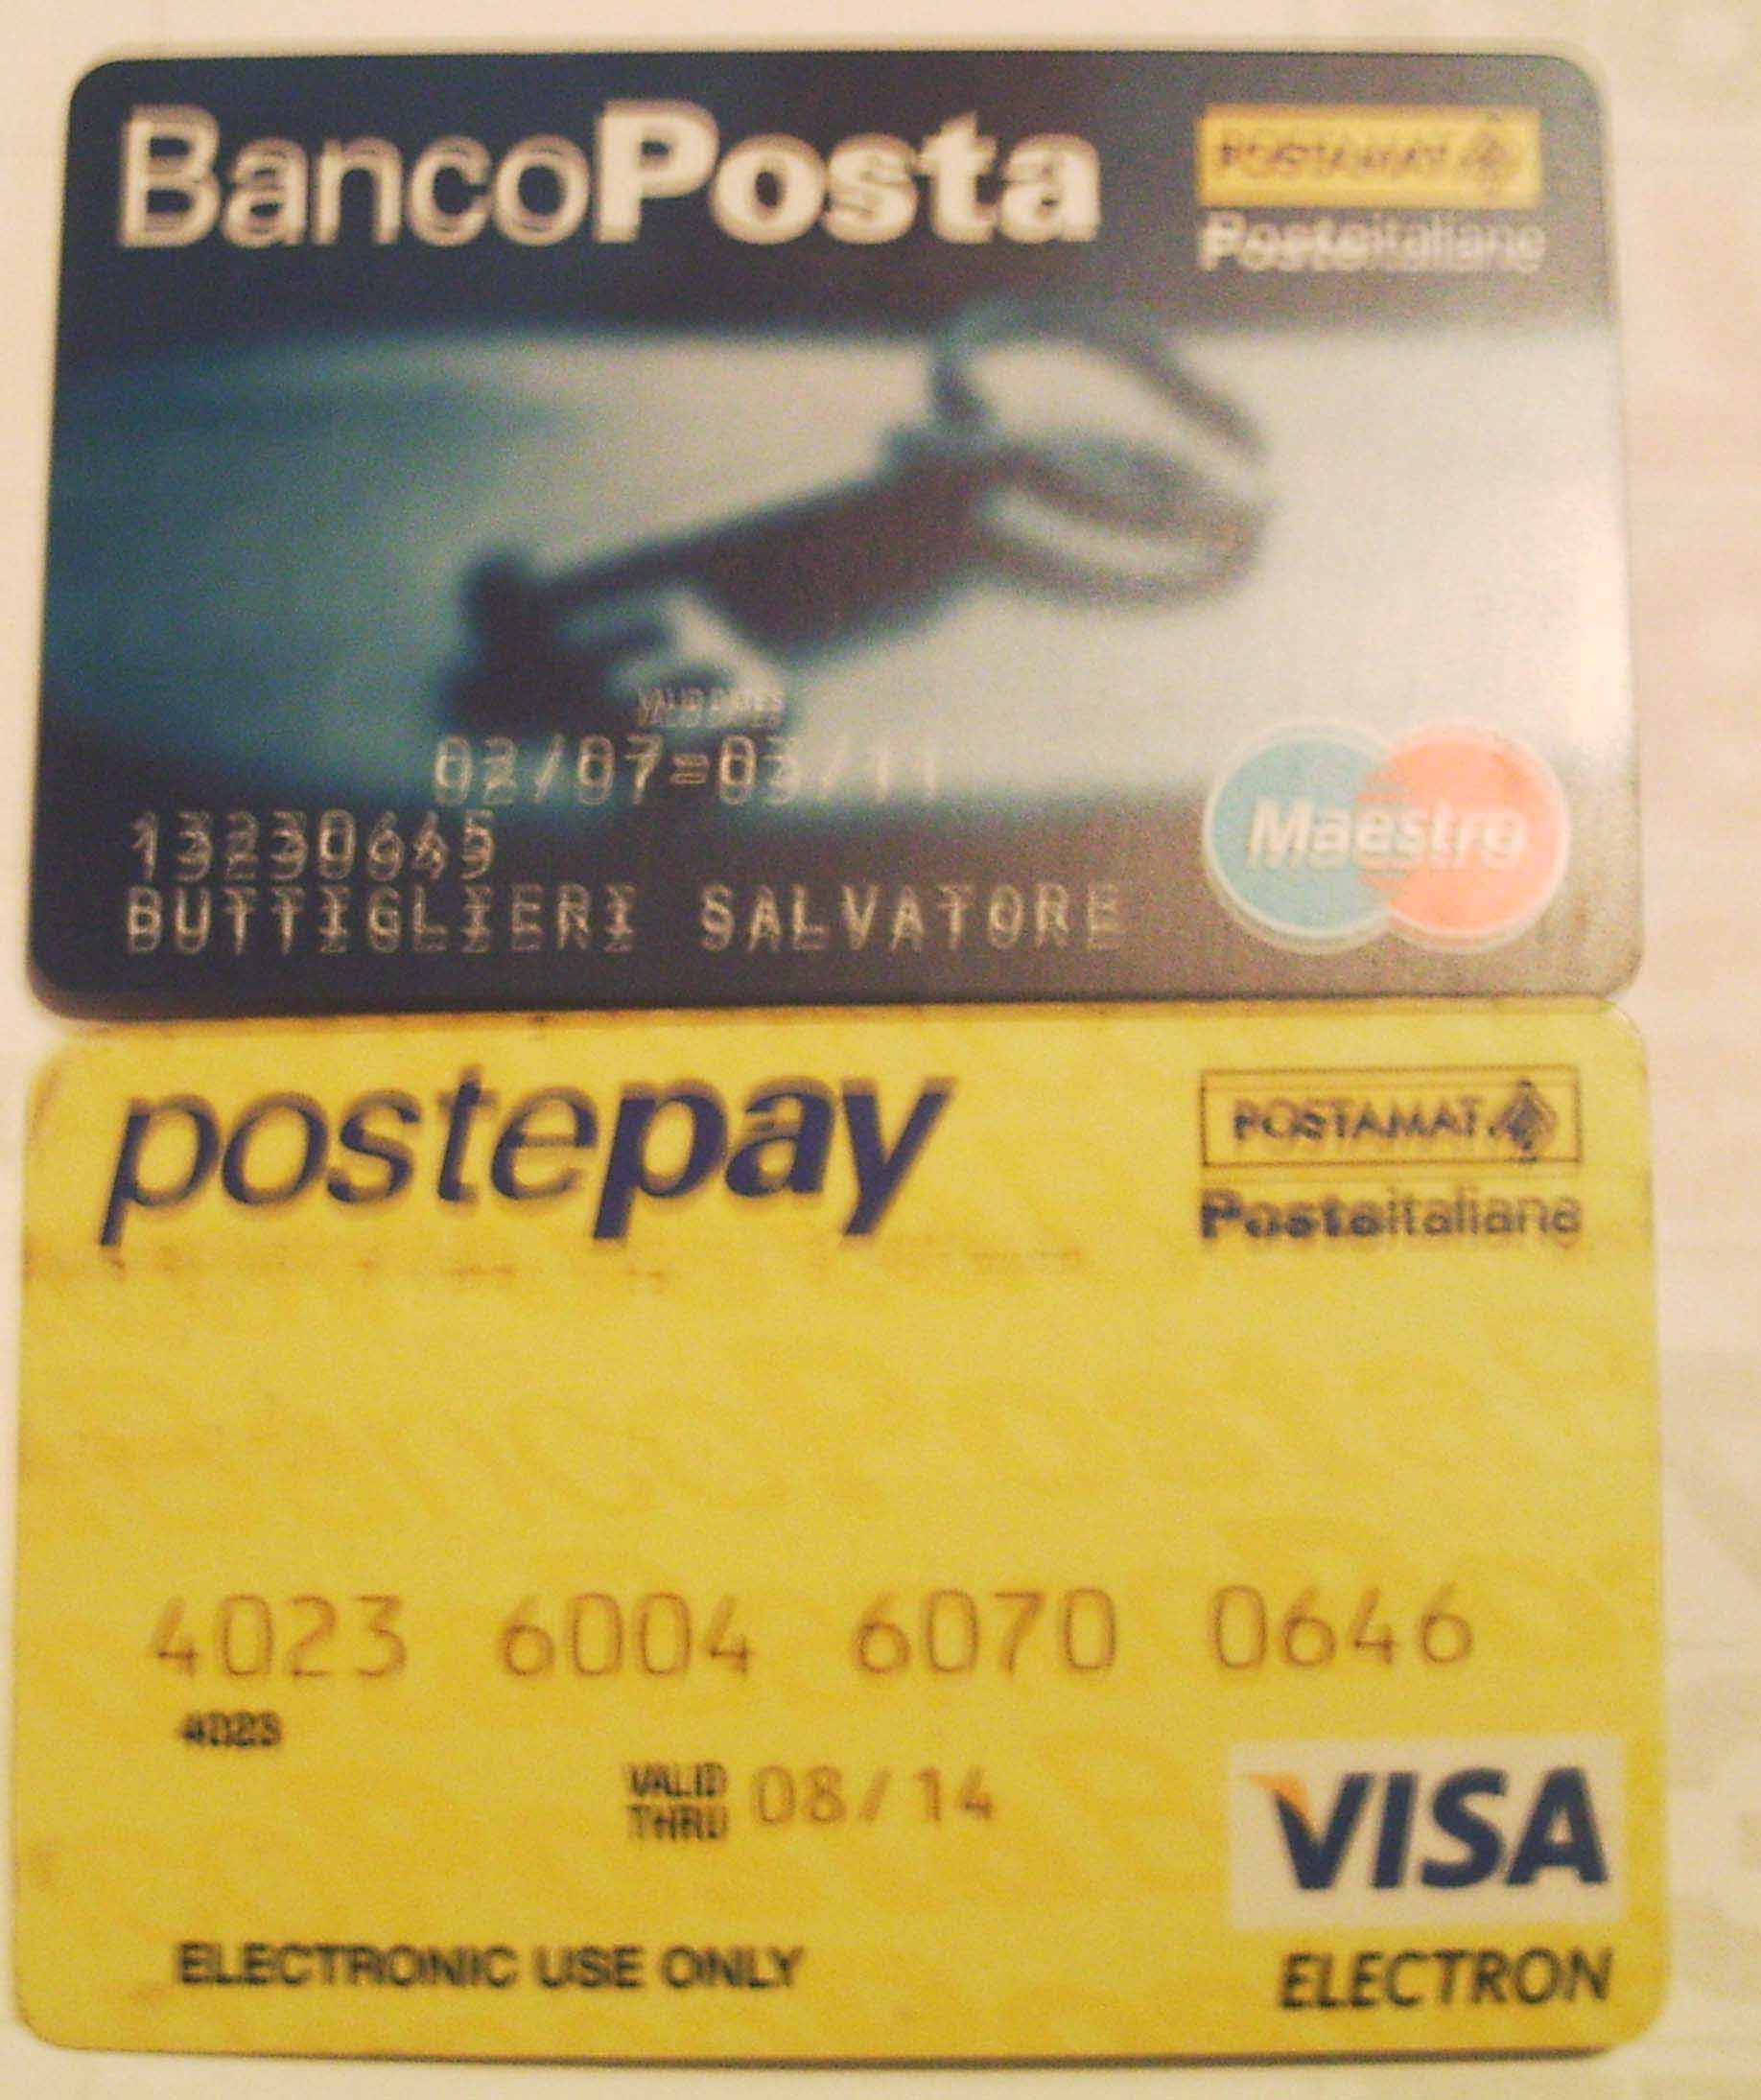 BancoPosta
POSTAMAT
Posteitaliane
02/07=03/11
BUTTIGLIERI SALVATORE
Maestro
postepay
POSTAMAT
Posteitaliane
4023 6004 6070 0646
4023
VALID
THRU 08/14
VISA
ELECTRONIC USE ONLY
ELECTRON